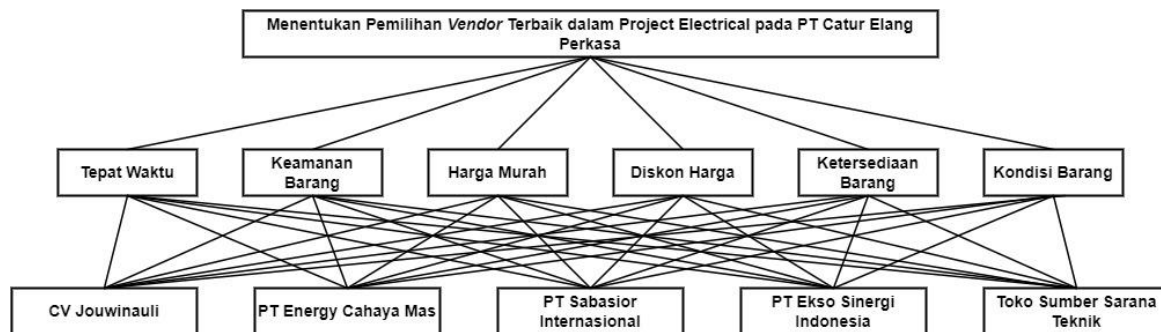 Menentukan Pemilihan Vendor Terbaik dalam Project Electrical pada PT Catur Elang
Perkasa
Tepat Waktu
Keamanan
Barang
Harga Murah
Diskon Harga
Ketersediaan
Barang
Kondisi Barang
CV Jouwinauli
PT Energy Cahaya Mas
PT Sabasior
Internasional
PT Ekso Sinergi
Indonesia
Toko Sumber Sarana
Teknik